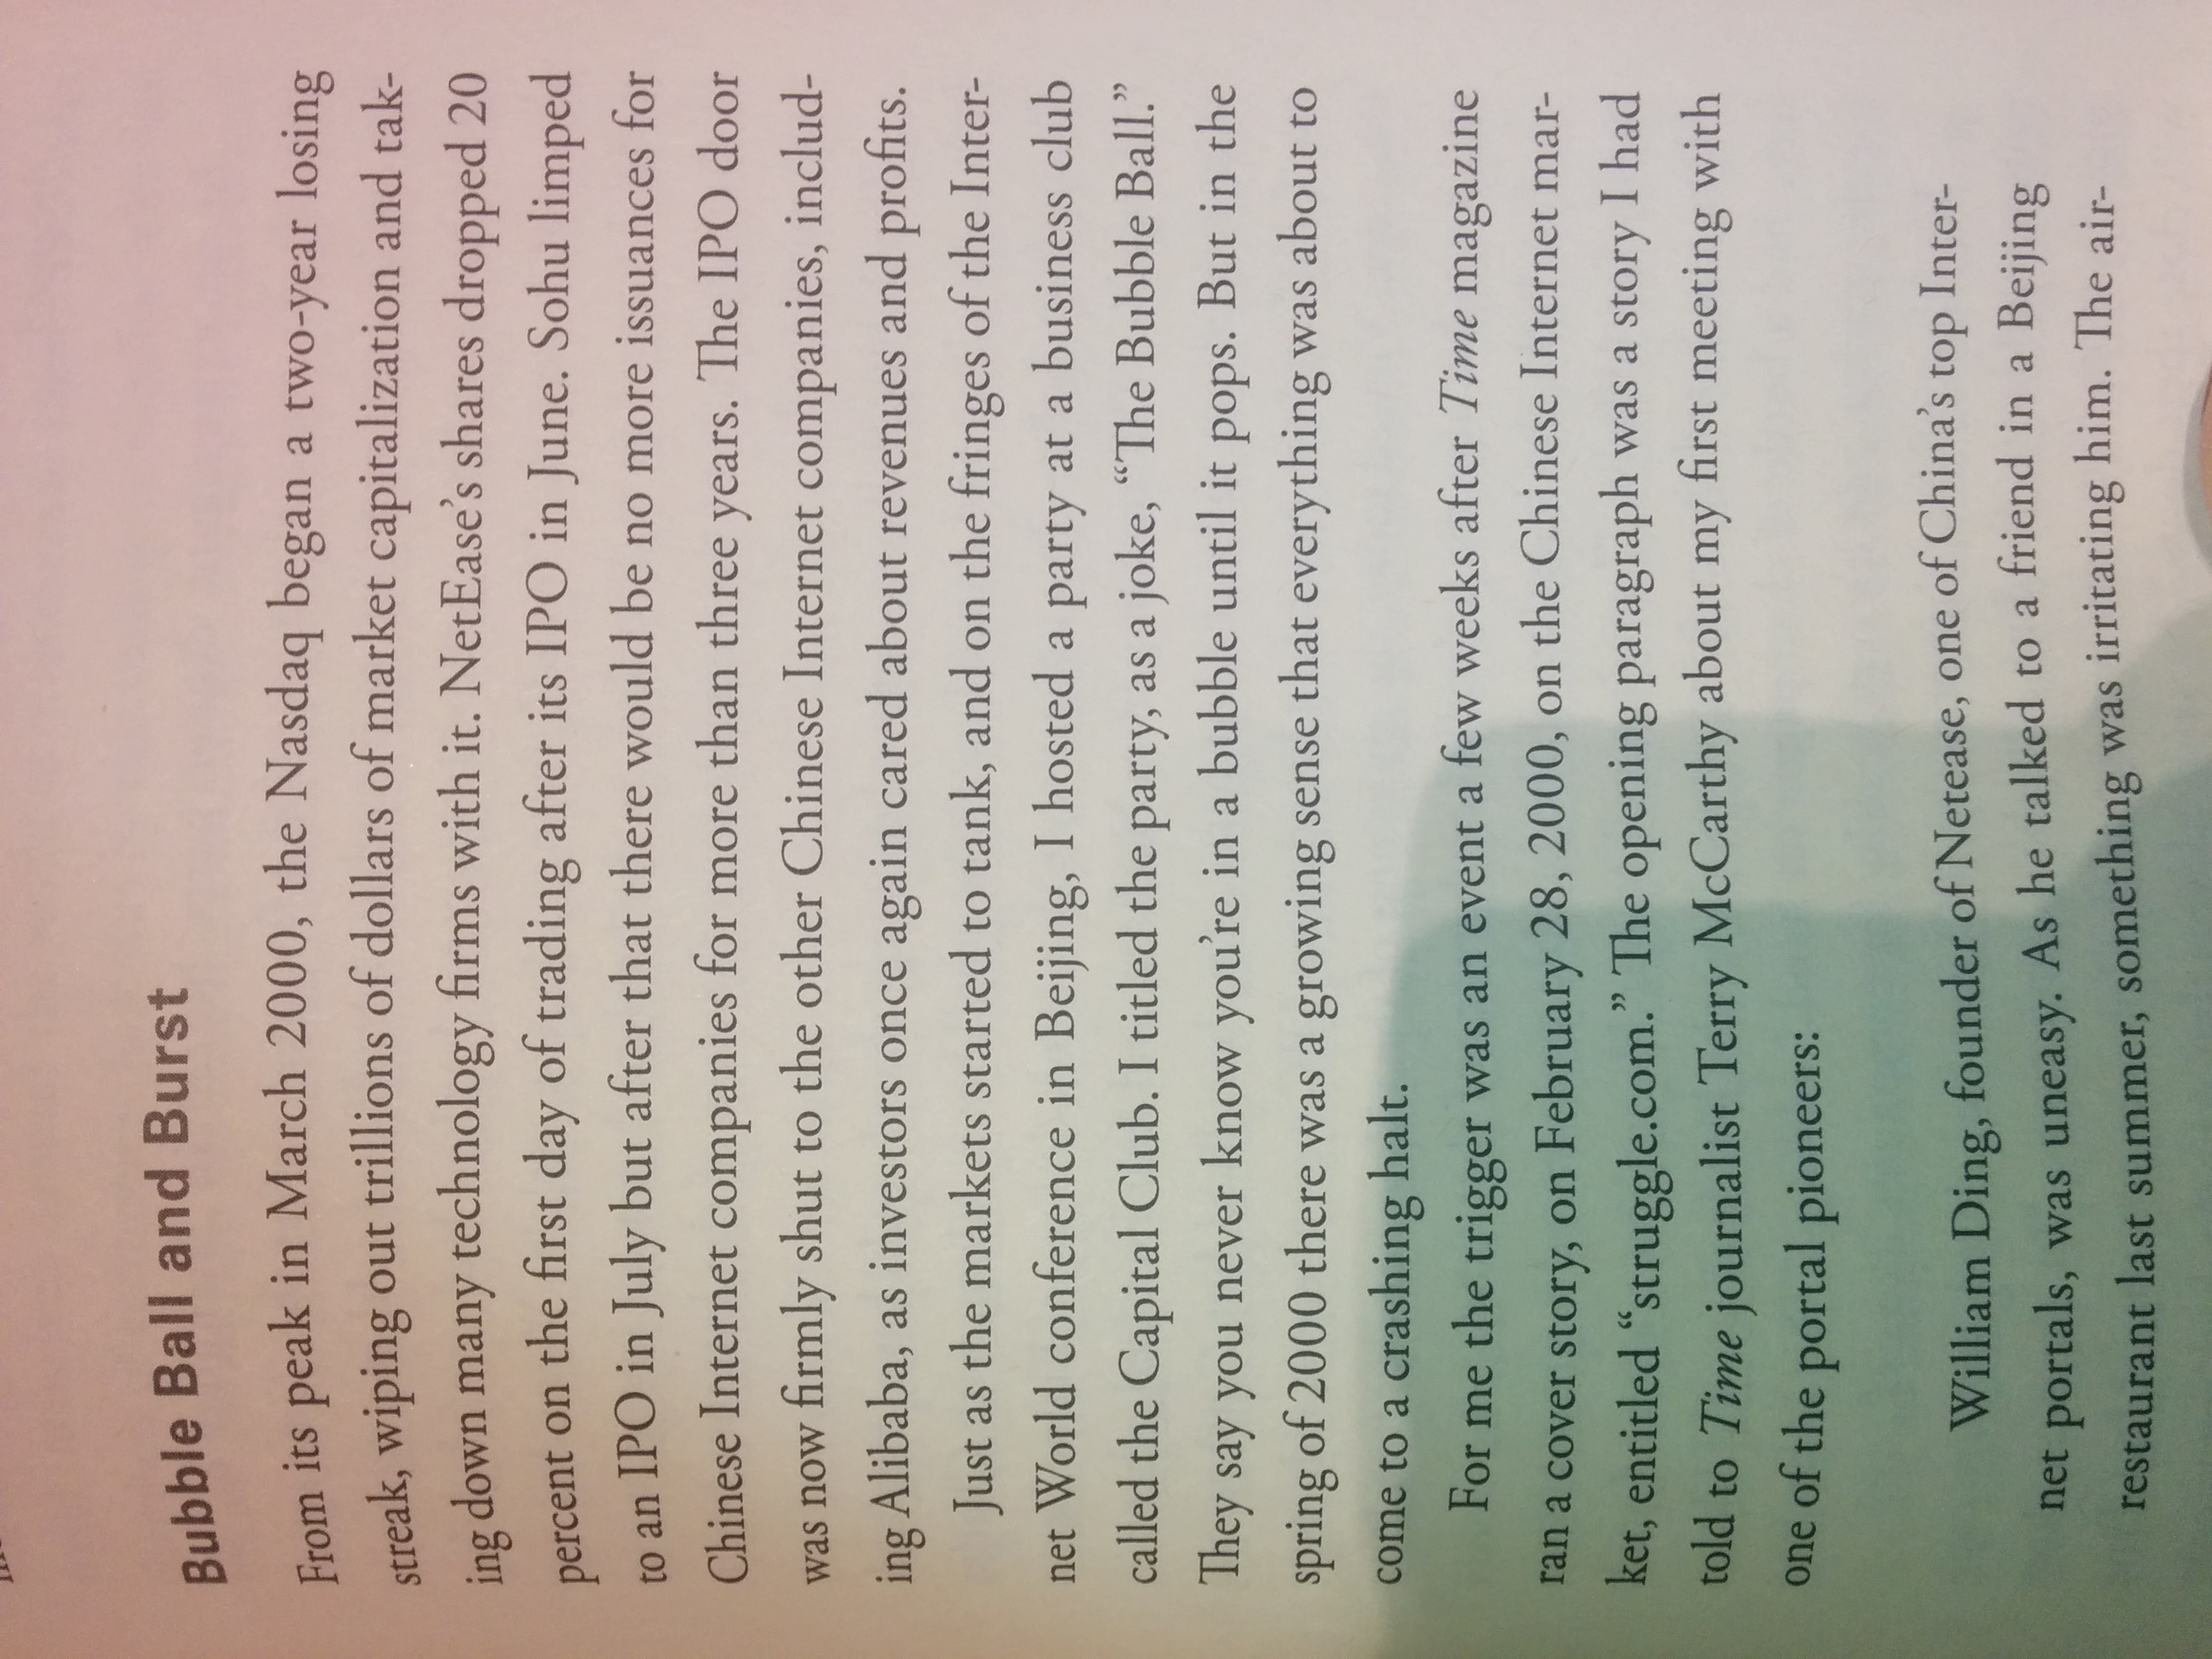 Bubble Ball and Burst
From its peak in March 2000, the Nasdaq began a two-year losing
streak, wiping out trillions of dollars of market capitalization and tak-
ing down many technology firms with it. NetEase’s shares dropped 20
percent on the first day of trading after its IPO in June. Sohu limped
to an IPO in July but after that there would be no more issuances for
Chinese Internet companies for more than three years. The IPO door
was now firmly shut to the other Chinese Internet companies, includ-
ing Alibaba, as investors once again cared about revenues and profits.
Just as the markets started to tank, and on the fringes of the Inter-
net World conference in Beijing, I hosted a party at a business club
called the Capital Club. I titled the party, as a joke, “The Bubble Ball.”
They say you never know you’re in a bubble until it pops. But in the
spring of 2000 there was a growing sense that everything was about to
come to a crashing halt.
For me the trigger was an event a few weeks after Time magazine
ran a cover story, on February 28, 2000, on the Chinese Internet mar-
ket, entitled “struggle.com.” The opening paragraph was a story I had
told to Time journalist Terry McCarthy about my first meeting with
one of the portal pioneers:
William Ding, founder of Netease, one of China’s top Inter-
net portals, was uneasy. As he talked to a friend in a Beijing
restaurant last summer, something was irritating him. The air-